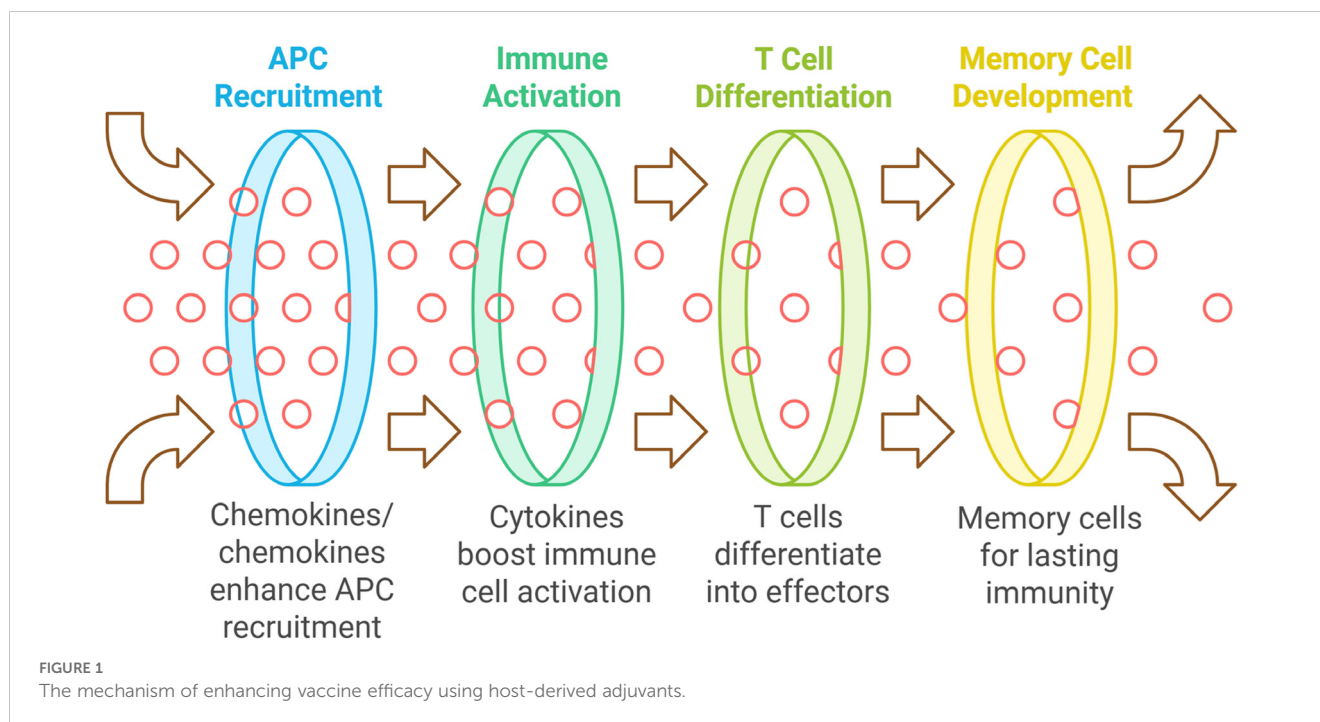 APC
Recruitment
Immune
Activation
T Cell
Differentiation
Memory Cell
Development
Chemokines/
chemokines
enhance APC
recruitment
Cytokines
boost immune
cell activation
T cells
differentiate
into effectors
Memory cells
for lasting
immunity
FIGURE 1
The mechanism of enhancing vaccine efficacy using host-derived adjuvants.